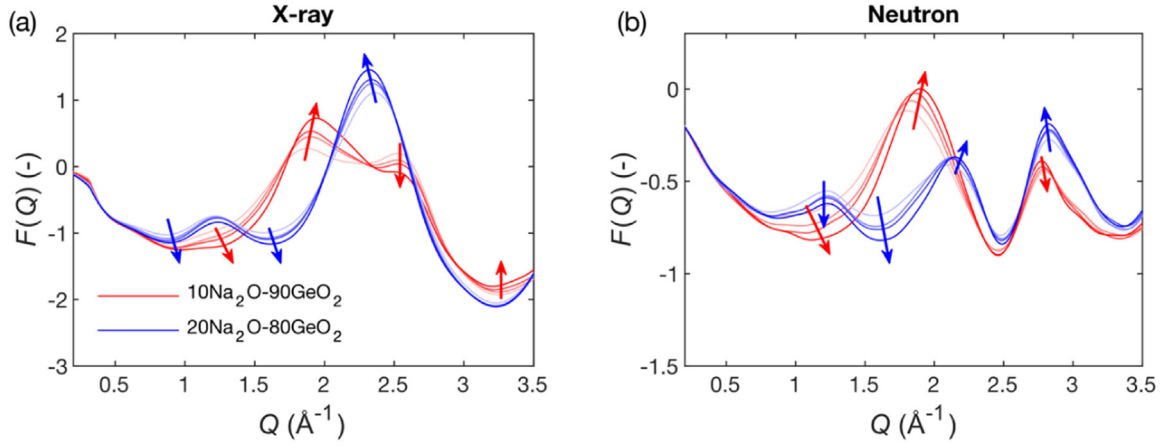 (a) X-ray
2
1
0
-1
-2
-3
F(Q) (-)
10Na₂O-90GeO₂
20Na₂O-80GeO₂
0.5 1 1.5 2 2.5 3 3.5
Q (Å⁻¹)
(b) Neutron
0
-0.5
-1
-1.5
F(Q) (-)
0.5 1 1.5 2 2.5 3 3.5
Q (Å⁻¹)